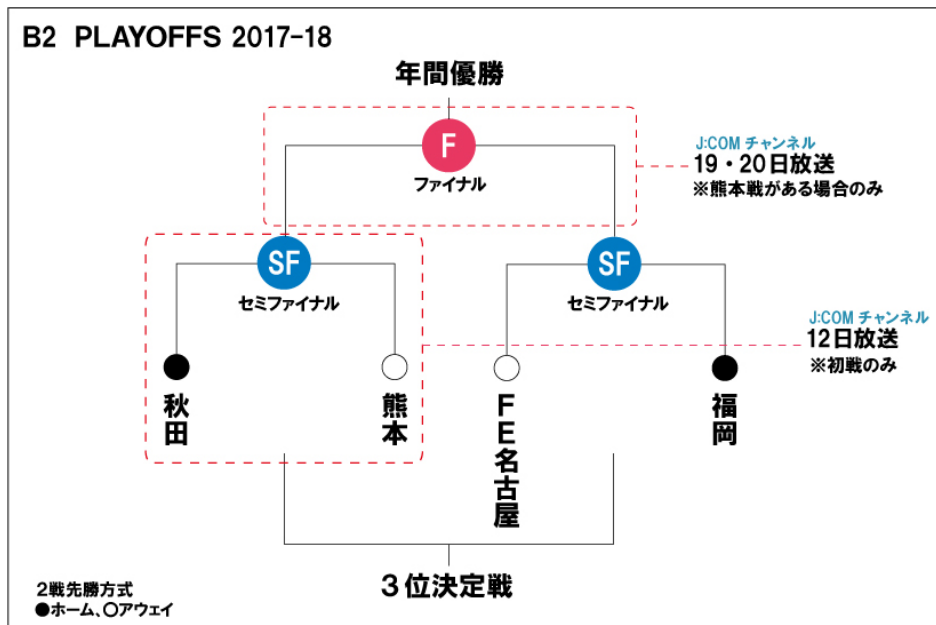 B2 PLAYOFFS 2017-18
年間優勝
F
ファイナル
J:COM チャンネル
19・20日放送
※熊本戦がある場合のみ
SF
セミファイナル
SF
セミファイナル
J:COM チャンネル
12日放送
※初戦のみ
秋田
熊本
FE名古屋
福岡
3位決定戦
2戦先勝方式
●ホーム、○アウェイ